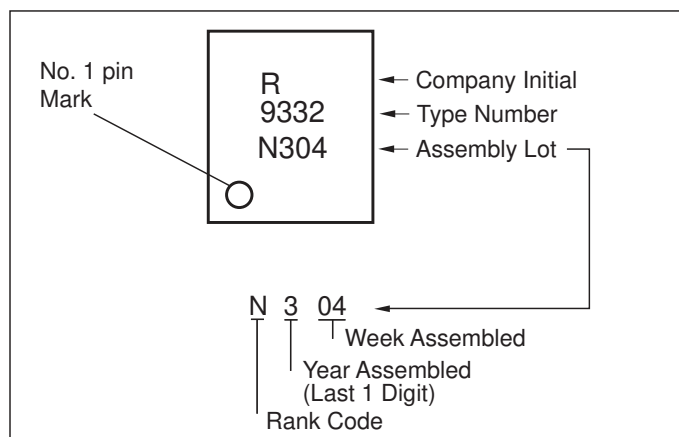 No. 1 pin
Mark
R
9332
N304
Company Initial
Type Number
Assembly Lot
N 3 04
Week Assembled
Year Assembled
(Last 1 Digit)
Rank Code